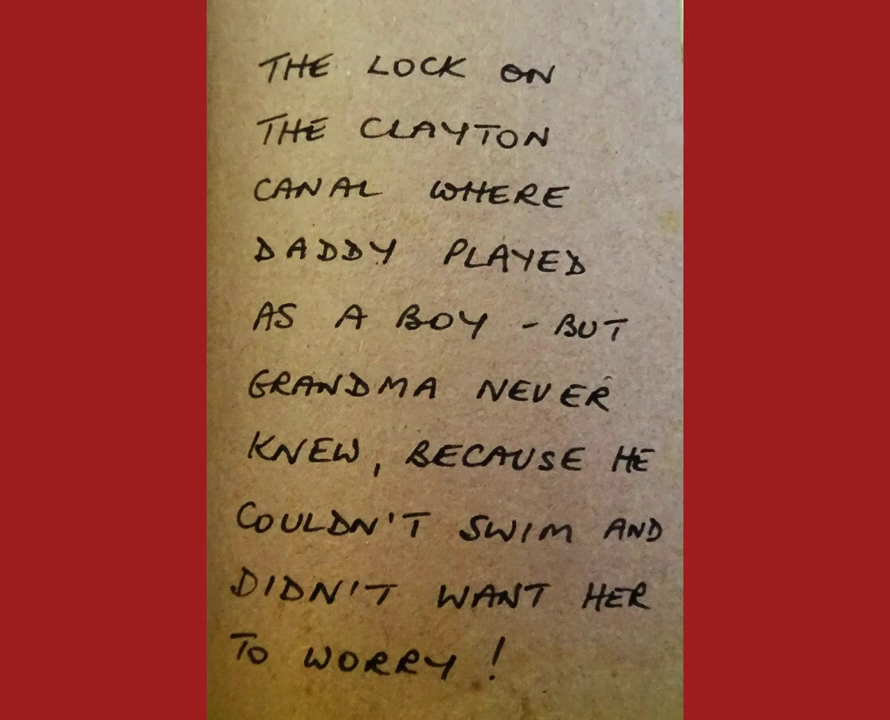 THE LOCK ON
THE CLAYTON
CANAL WHERE
DADDY PLAYED
AS A BOY - BUT
GRANDMA NEVER
KNEW, BECAUSE HE
COULDN'T SWIM AND
DIDN'T WANT HER
TO WORRY!